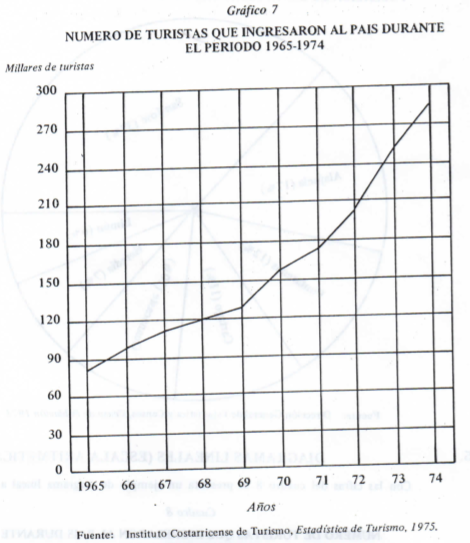 Gráfico 7
NUMERO DE TURISTAS QUE INGRESARON AL PAIS DURANTE
EL PERIODO 1965-1974
Millares de turistas
300
270
240
210
180
150
120
90
60
30
0
1965 66 67 68 69 70 71 72 73 74
Años
Fuente: Instituto Costarricense de Turismo, Estadística de Turismo, 1975.